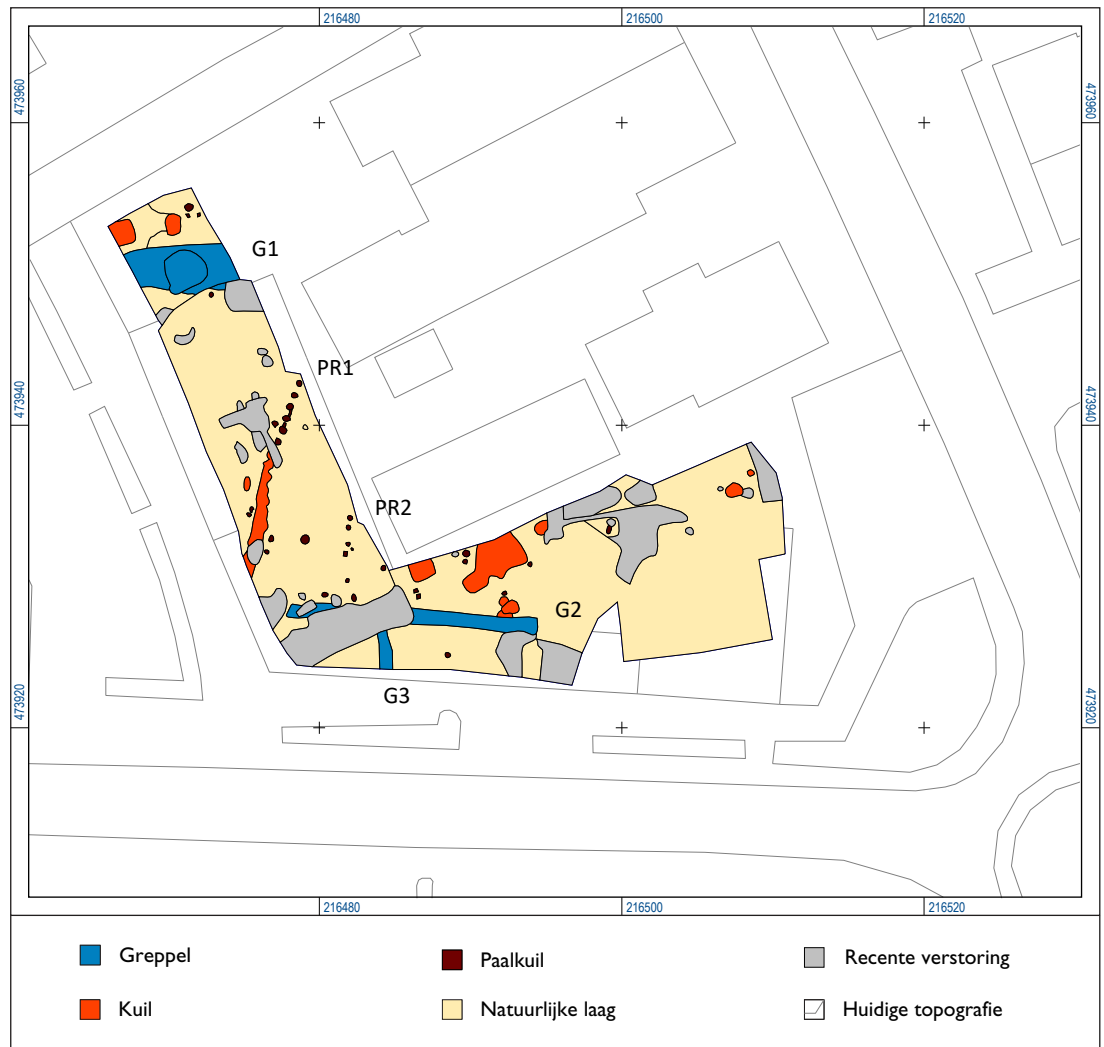 216480 216500 216520
473960 473960
G1
PR1
473940 473940
PR2
G2
G3
473920 473920
216480 216500 216520
Greppel Paalkuil Recente verstoring
Kuil Natuurlijke laag Huidige topografie